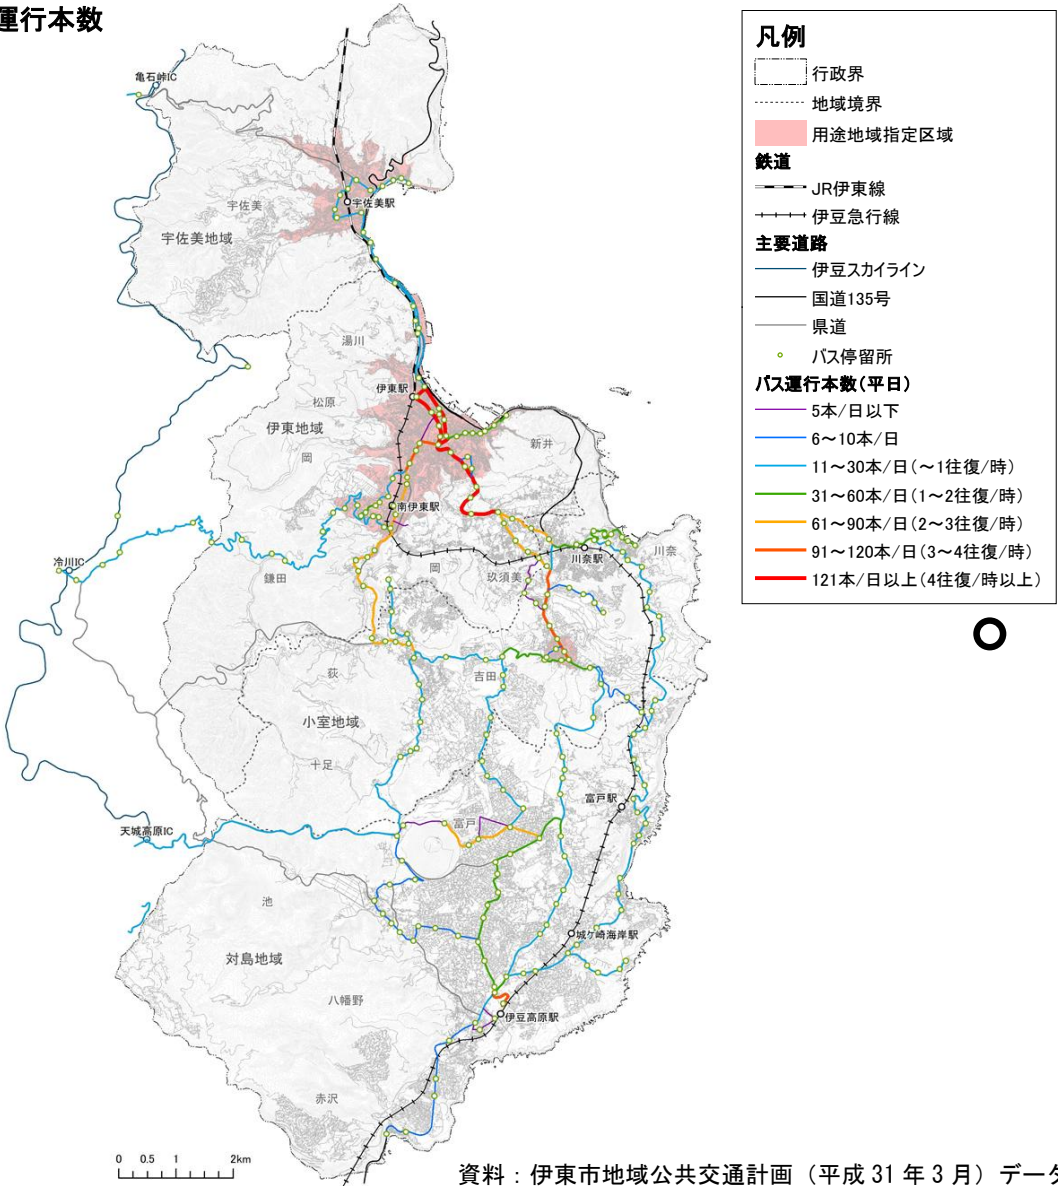 運行本数
凡例
行政界
地域境界
用途地域指定区域
鉄道
JR伊東線
伊豆急行線
主要道路
伊豆スカイライン
国道135号
県道
バス停留所
バス運行本数(平日)
5本/日以下
6～10本/日
11～30本/日(～1往復/時)
31～60本/日(1～2往復/時)
61～90本/日(2～3往復/時)
91～120本/日(3～4往復/時)
121本/日以上(4往復/時以上)
亀石峠IC
宇佐美
宇佐美駅
宇佐美地域
湯川
伊東駅
松原
伊東地域
岡
新井
南伊東駅
冷川IC
鎌田
岡
玖須美
川奈駅
川奈
荻
吉田
小室地域
十足
富戸駅
富戸
天城高原IC
池
城ケ崎海岸駅
対島地域
八幡野
伊豆高原駅
赤沢
0 0.5 1 2km
資料：伊東市地域公共交通計画（平成31年3月）データ